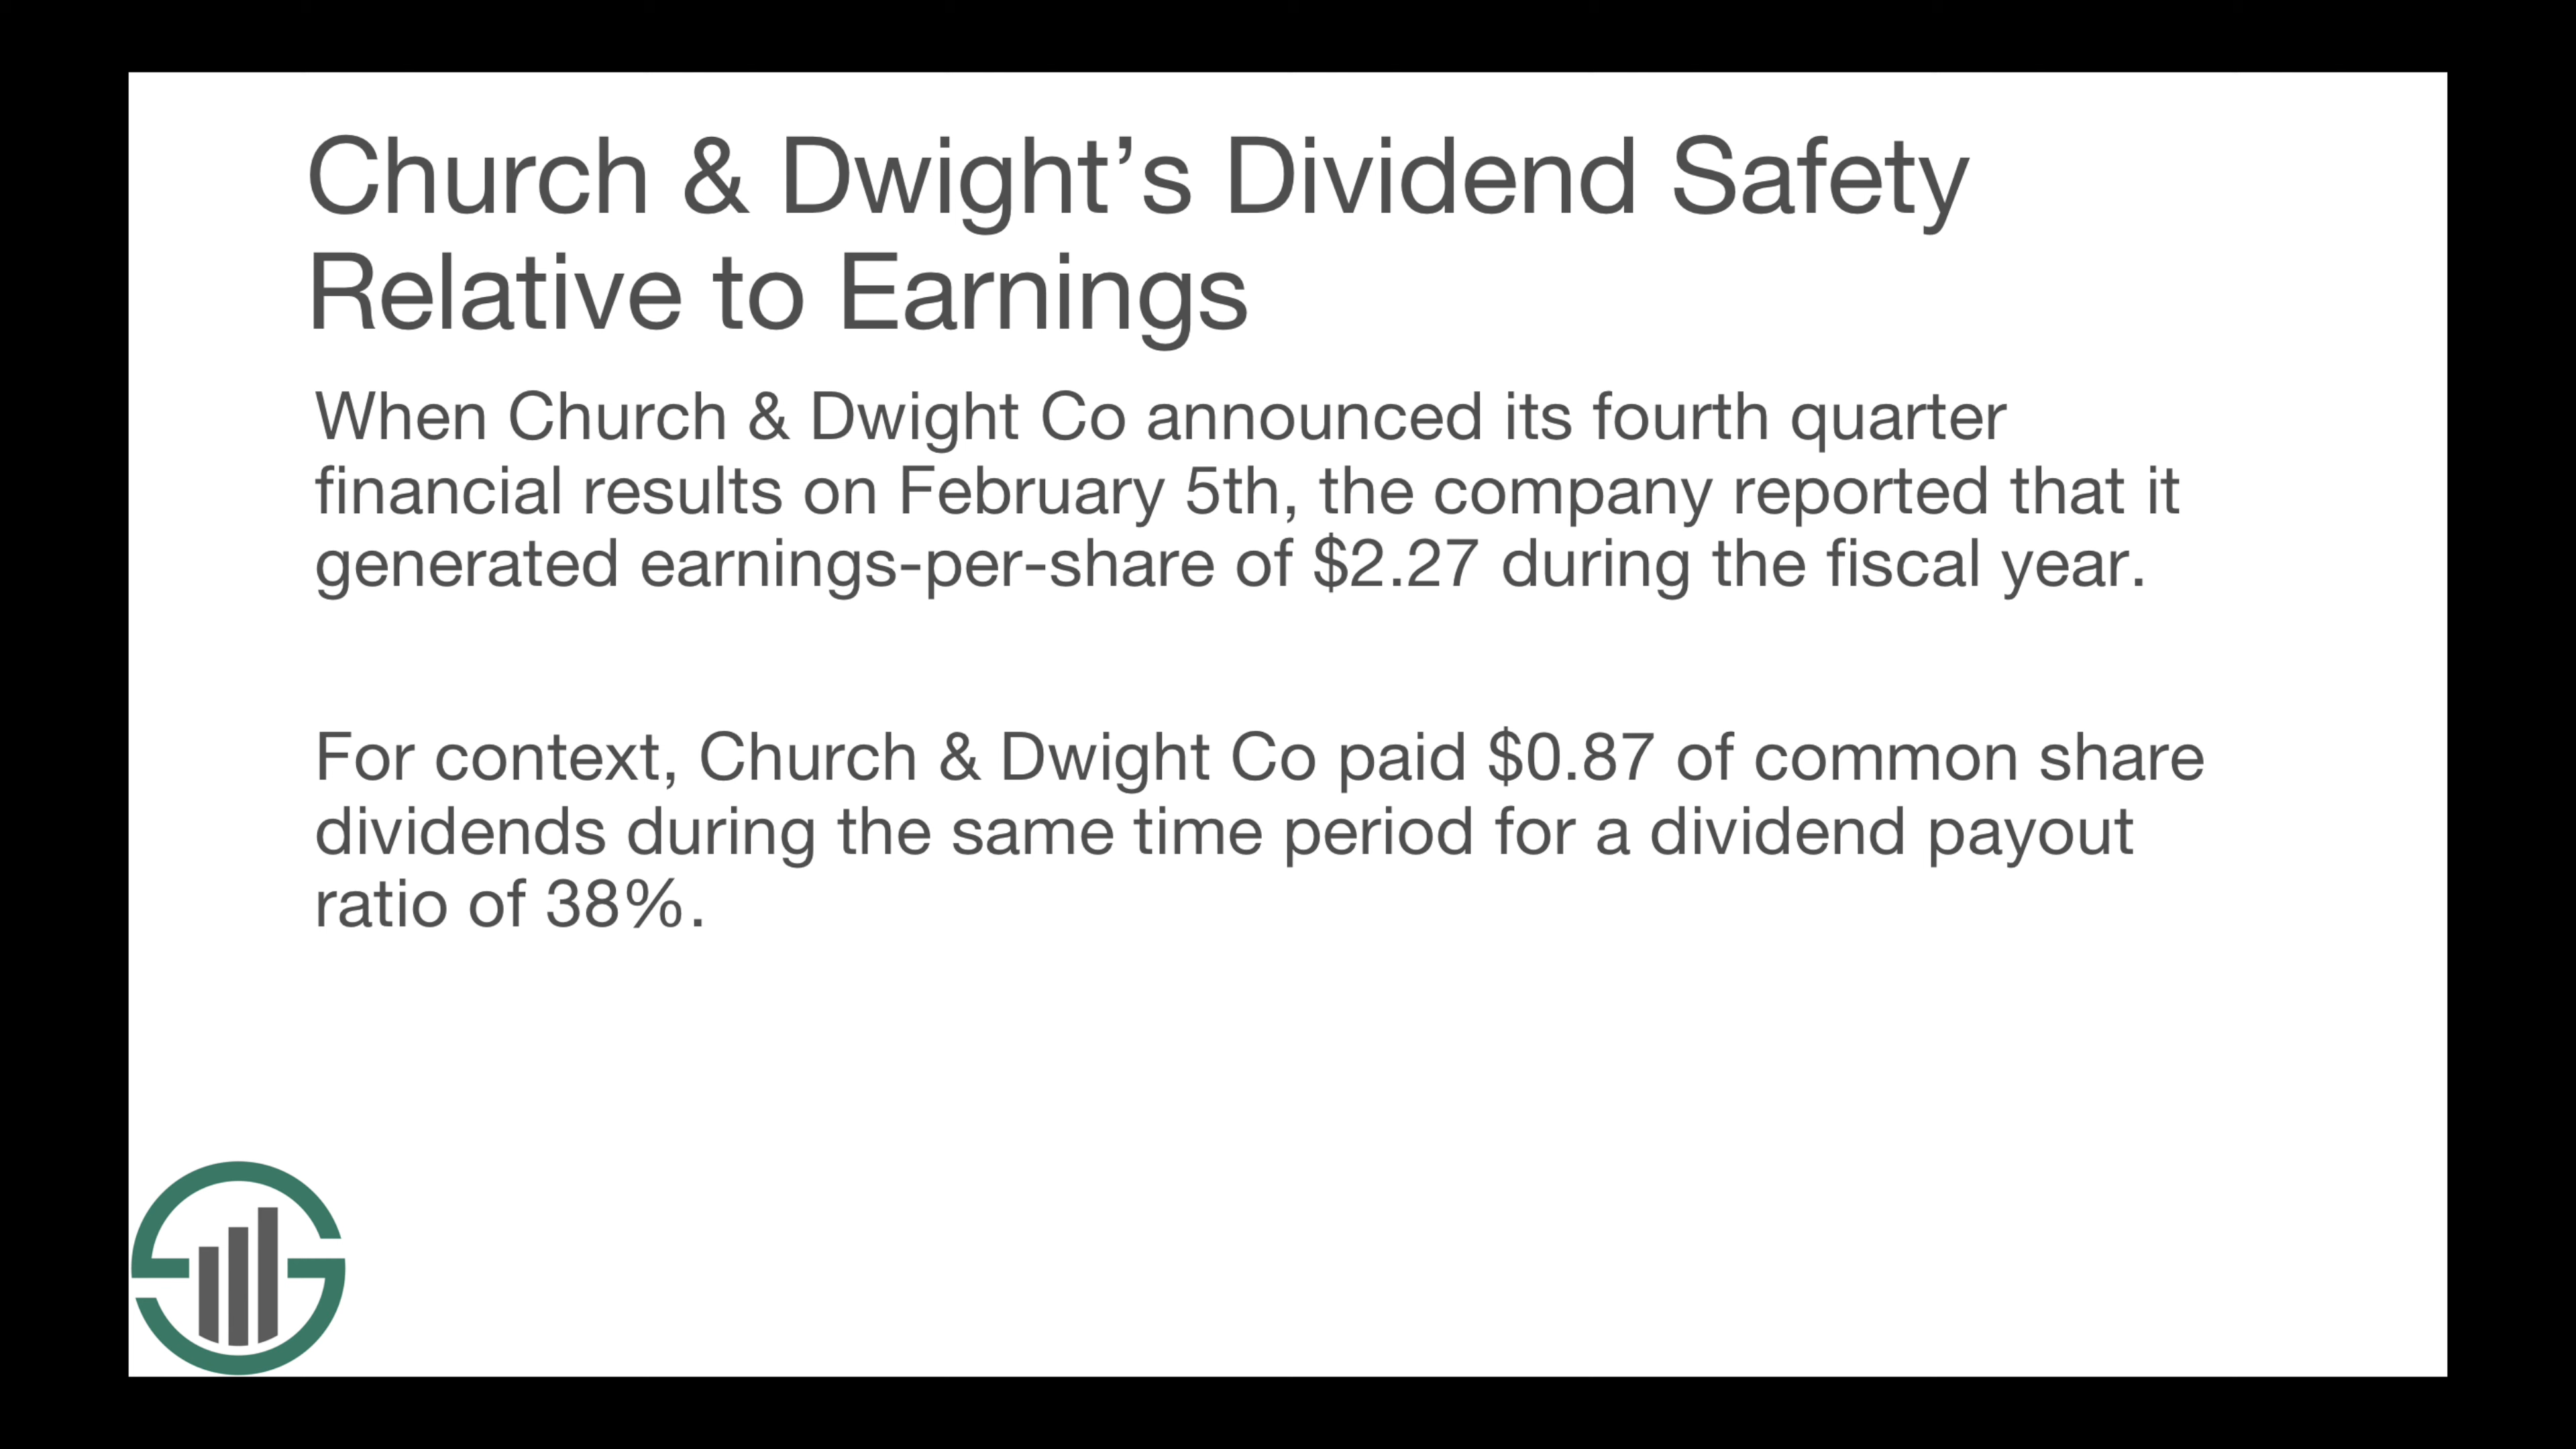 Church & Dwight’s Dividend Safety
Relative to Earnings
When Church & Dwight Co announced its fourth quarter
financial results on February 5th, the company reported that it
generated earnings-per-share of $2.27 during the fiscal year.
For context, Church & Dwight Co paid $0.87 of common share
dividends during the same time period for a dividend payout
ratio of 38%.